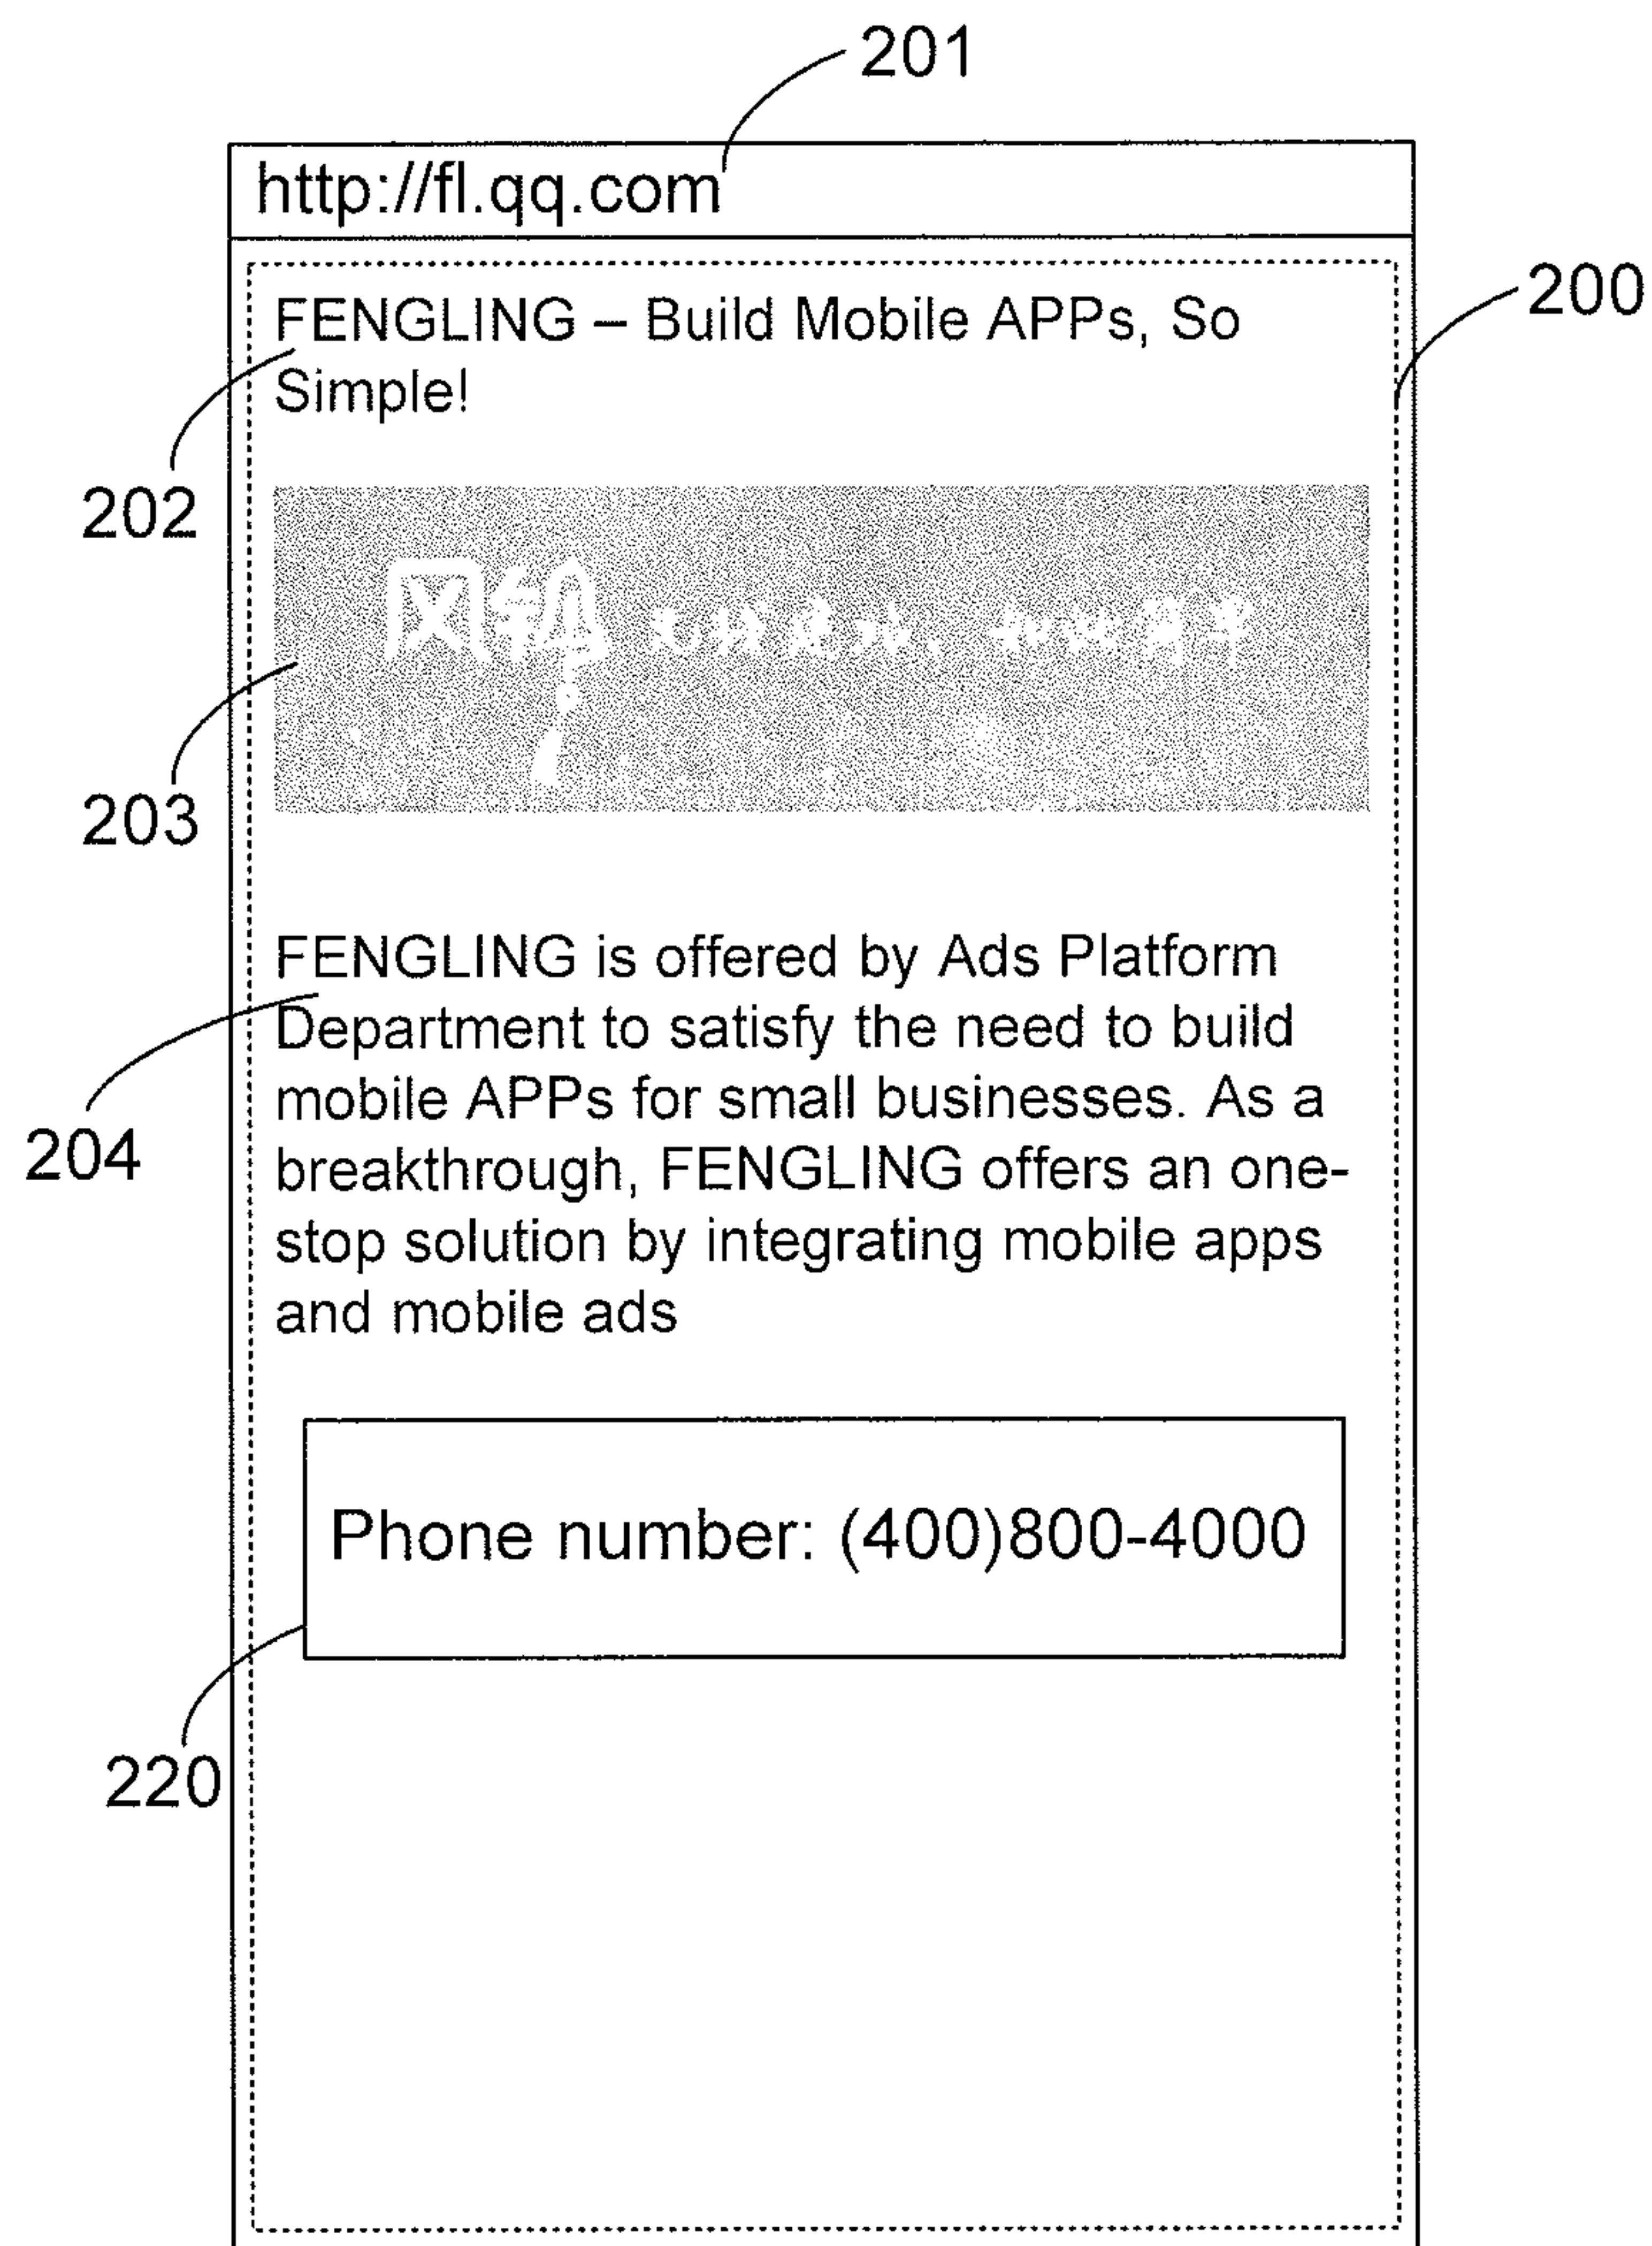 201
http://fl.qq.com
200
FENGLING – Build Mobile APPs, So
Simple!
202
风铃
203
FENGLING is offered by Ads Platform
Department to satisfy the need to build
mobile APPs for small businesses. As a
breakthrough, FENGLING offers an one-
stop solution by integrating mobile apps
and mobile ads
204
Phone number: (400)800-4000
220